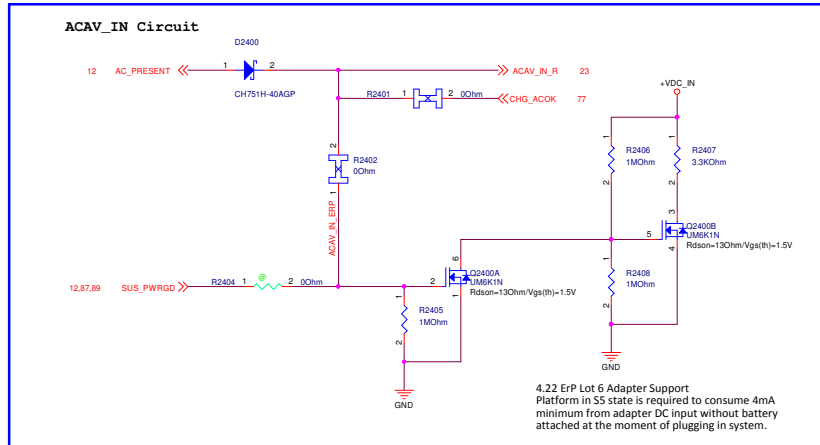 ACAV_IN Circuit
D2400
1 2
12 AC_PRESENT
ACAV_IN_R 23
CH751H-40AGP
R2401 1 2 0Ohm
CHG_ACOK 77
+VDC_IN
2
R2402
0Ohm
1
ACAV_IN_ERP
1
R2406
1MOhm
2
1
R2407
3.3KOhm
2
3
Q2400B
UM6K1N
Rdson=13Ohm/Vgs(th)=1.5V
5
4
6
Q2400A
UM6K1N
Rdson=13Ohm/Vgs(th)=1.5V
2
1
12,87,89 SUS_PWRGD
R2404 1 @ 2 0Ohm
1
R2405
1MOhm
2
GND
1
R2408
1MOhm
2
GND
4.22 ErP Lot 6 Adapter Support
Platform in S5 state is required to consume 4mA
minimum from adapter DC input without battery
attached at the moment of plugging in system.